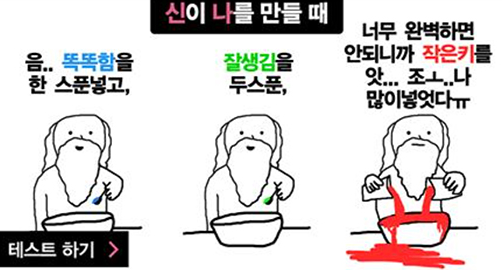 신이 나를 만들 때
음.. 똑똑함을
한 스푼넣고,
잘생김을
두스푼,
너무 완벽하면
안되니까 작은키를
앗... 조ㅗ..나
많이넣엇다ㅠ
테스트 하기 >